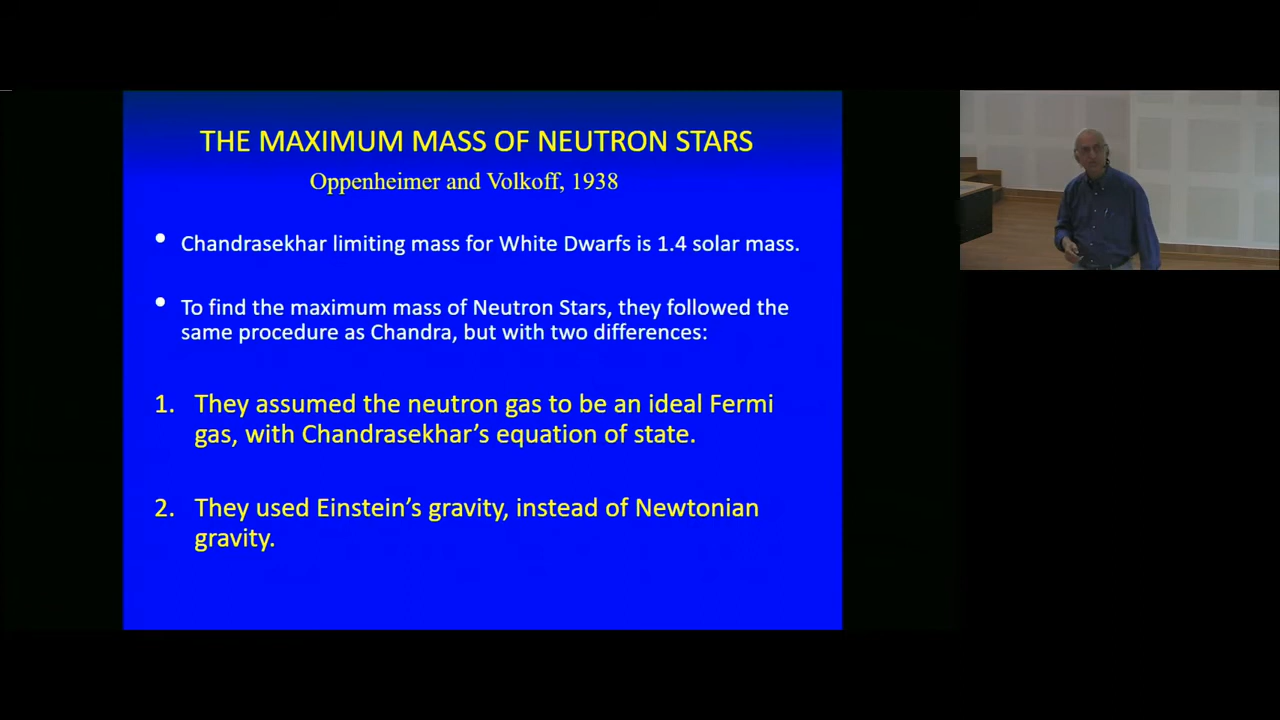 THE MAXIMUM MASS OF NEUTRON STARS
Oppenheimer and Volkoff, 1938
• Chandrasekhar limiting mass for White Dwarfs is 1.4 solar mass.
• To find the maximum mass of Neutron Stars, they followed the
same procedure as Chandra, but with two differences:
1. They assumed the neutron gas to be an ideal Fermi
gas, with Chandrasekhar’s equation of state.
2. They used Einstein’s gravity, instead of Newtonian
gravity.